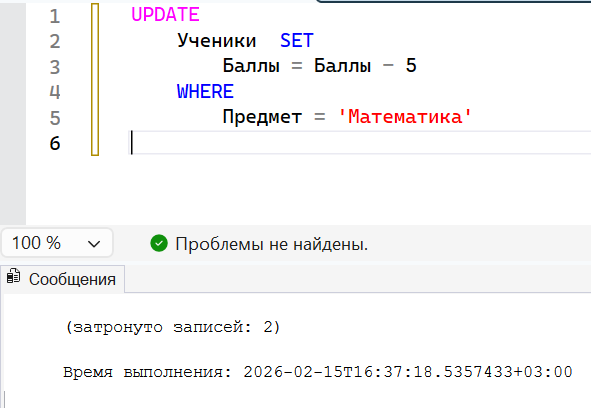 1 UPDATE
2 Ученики SET
3 Баллы = Баллы - 5
4 WHERE
5 Предмет = 'Математика'
6
100 %
Проблемы не найдены.
Сообщения
(затронуто записей: 2)
Время выполнения: 2026-02-15T16:37:18.5357433+03:00